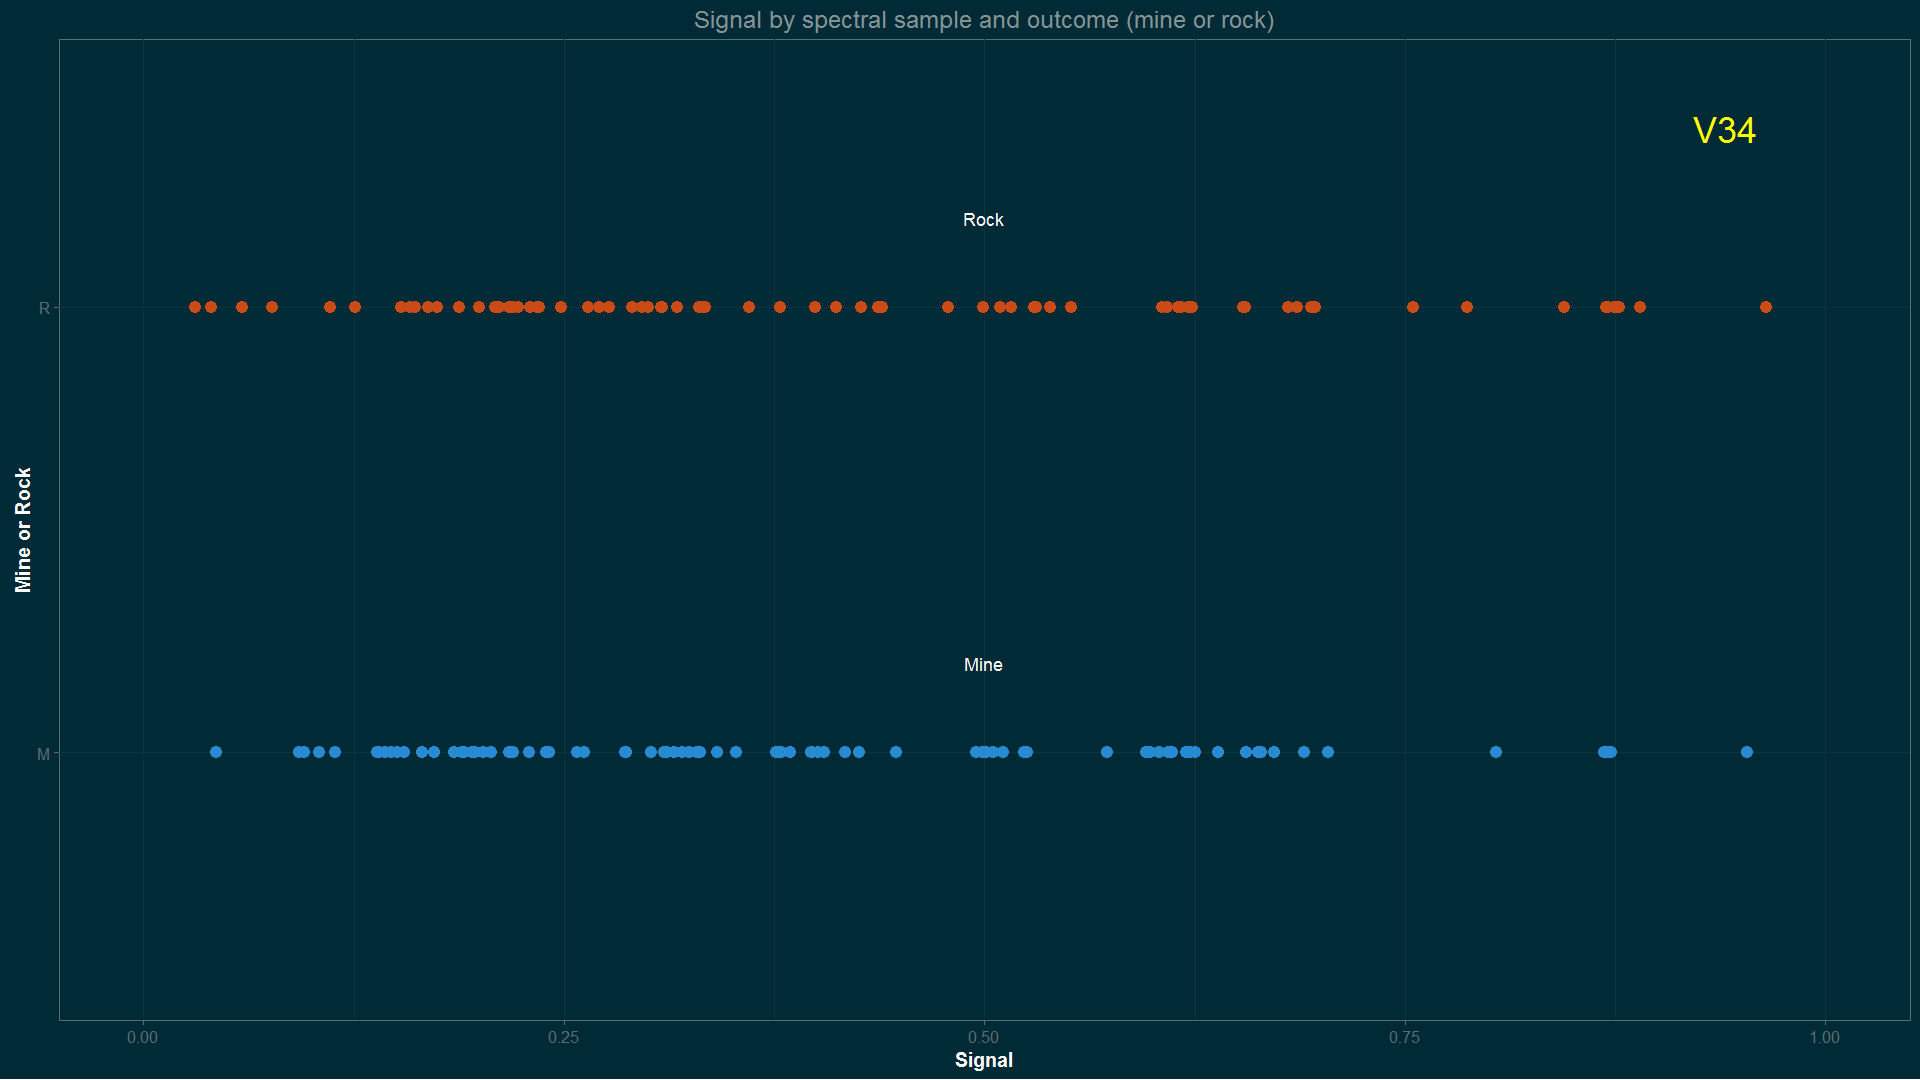 Signal by spectral sample and outcome (mine or rock)
V34
Rock
R
Mine or Rock
Mine
M
0.00 0.25 0.50 0.75 1.00
Signal